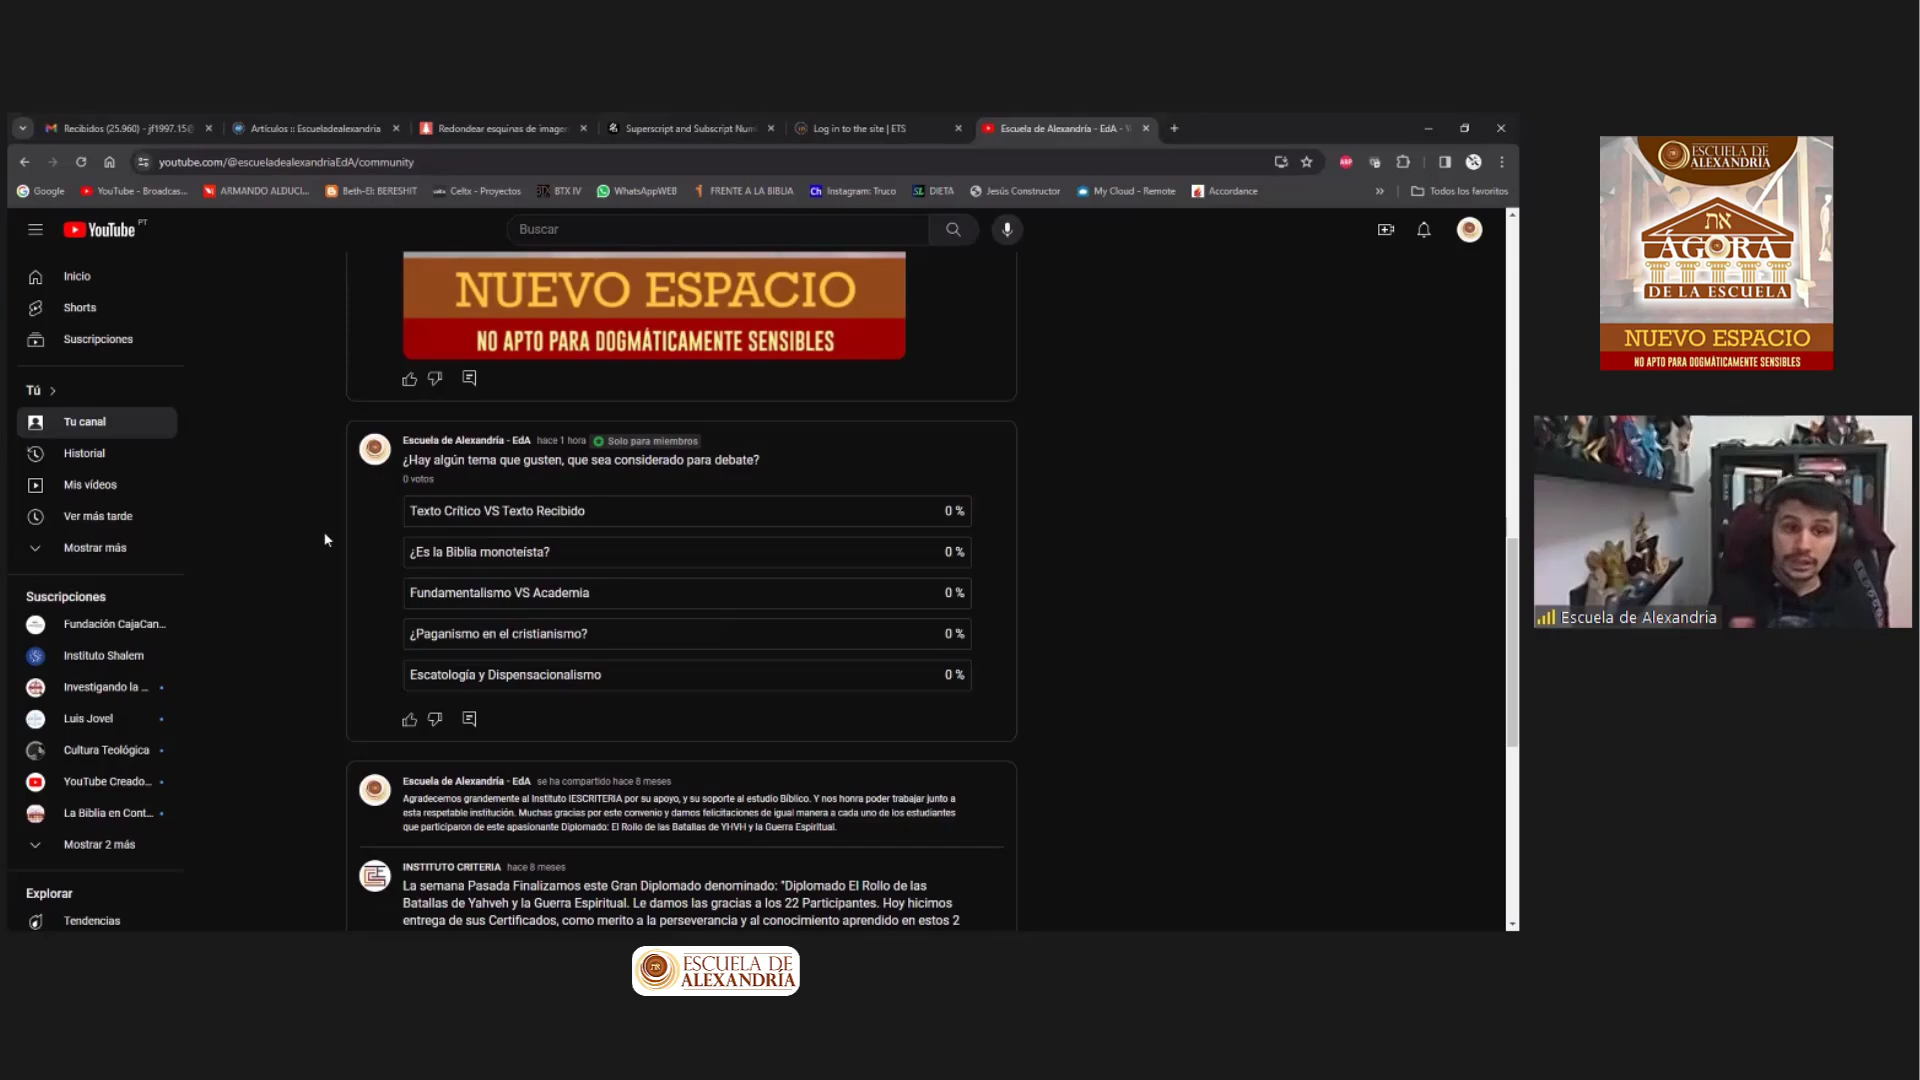 Recibidos (25.960) - jf1997.15@
Artículos :: Escueladealexandria
Redondear esquinas de imagen
Superscript and Subscript Num
Log in to the site | ETS
Escuela de Alexandría - EdA -
youtube.com/@escueladealexandriaEdA/community
ABP
Google
YouTube - Broadcas...
ARMANDO ALDUCI...
Beth-El: BERESHIT
Celtx - Proyectos
BTX IV
WhatsAppWEB
FRENTE A LA BIBLIA
Ch Instagram: Truco
DIETA
Jesús Constructor
My Cloud - Remote
Accordance
» Todos los favoritos
YouTube PT
Buscar
Inicio
Shorts
Suscripciones
Tú >
Tu canal
Historial
Mis vídeos
Ver más tarde
Mostrar más
Suscripciones
Fundación CajaCan...
Instituto Shalem
Investigando la ...
Luis Jovel
Cultura Teológica
YouTube Creado...
La Biblia en Cont...
Mostrar 2 más
Explorar
Tendencias
NUEVO ESPACIO
NO APTO PARA DOGMÁTICAMENTE SENSIBLES
Escuela de Alexandría - EdA hace 1 hora Solo para miembros
¿Hay algún tema que gusten, que sea considerado para debate?
0 votos
Texto Crítico VS Texto Recibido 0 %
¿Es la Biblia monoteísta? 0 %
Fundamentalismo VS Academia 0 %
¿Paganismo en el cristianismo? 0 %
Escatología y Dispensacionalismo 0 %
Escuela de Alexandría - EdA se ha compartido hace 8 meses
Agradecemos grandemente al Instituto IESCRITERIA por su apoyo, y su soporte al estudio Bíblico. Y nos honra poder trabajar junto a
esta respetable institución. Muchas gracias por este convenio y damos felicitaciones de igual manera a cada uno de los estudiantes
que participaron de este apasionante Diplomado: El Rollo de las Batallas de YHVH y la Guerra Espiritual.
INSTITUTO CRITERIA hace 8 meses
La semana Pasada Finalizamos este Gran Diplomado denominado: "Diplomado El Rollo de las
Batallas de Yahveh y la Guerra Espiritual. Le damos las gracias a los 22 Participantes. Hoy hicimos
entrega de sus Certificados, como merito a la perseverancia y al conocimiento aprendido en estos 2
ESCUELA DE
ALEXANDRÍA
ESCUELA DE
ALEXANDRÍA
את
ÁGORA
DE LA ESCUELA
NUEVO ESPACIO
NO APTO PARA DOGMÁTICAMENTE SENSIBLES
Escuela de Alexandria